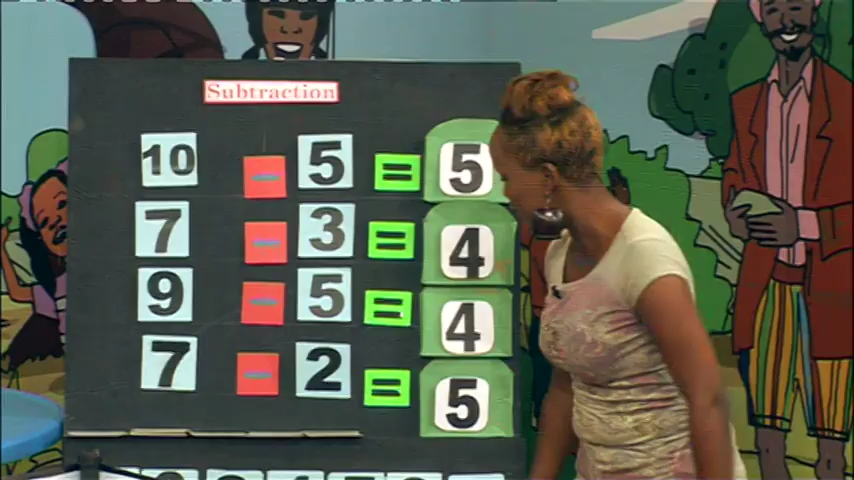 Subtraction
10 - 5 = 5
7 - 3 = 4
9 - 5 = 4
7 - 2 = 5